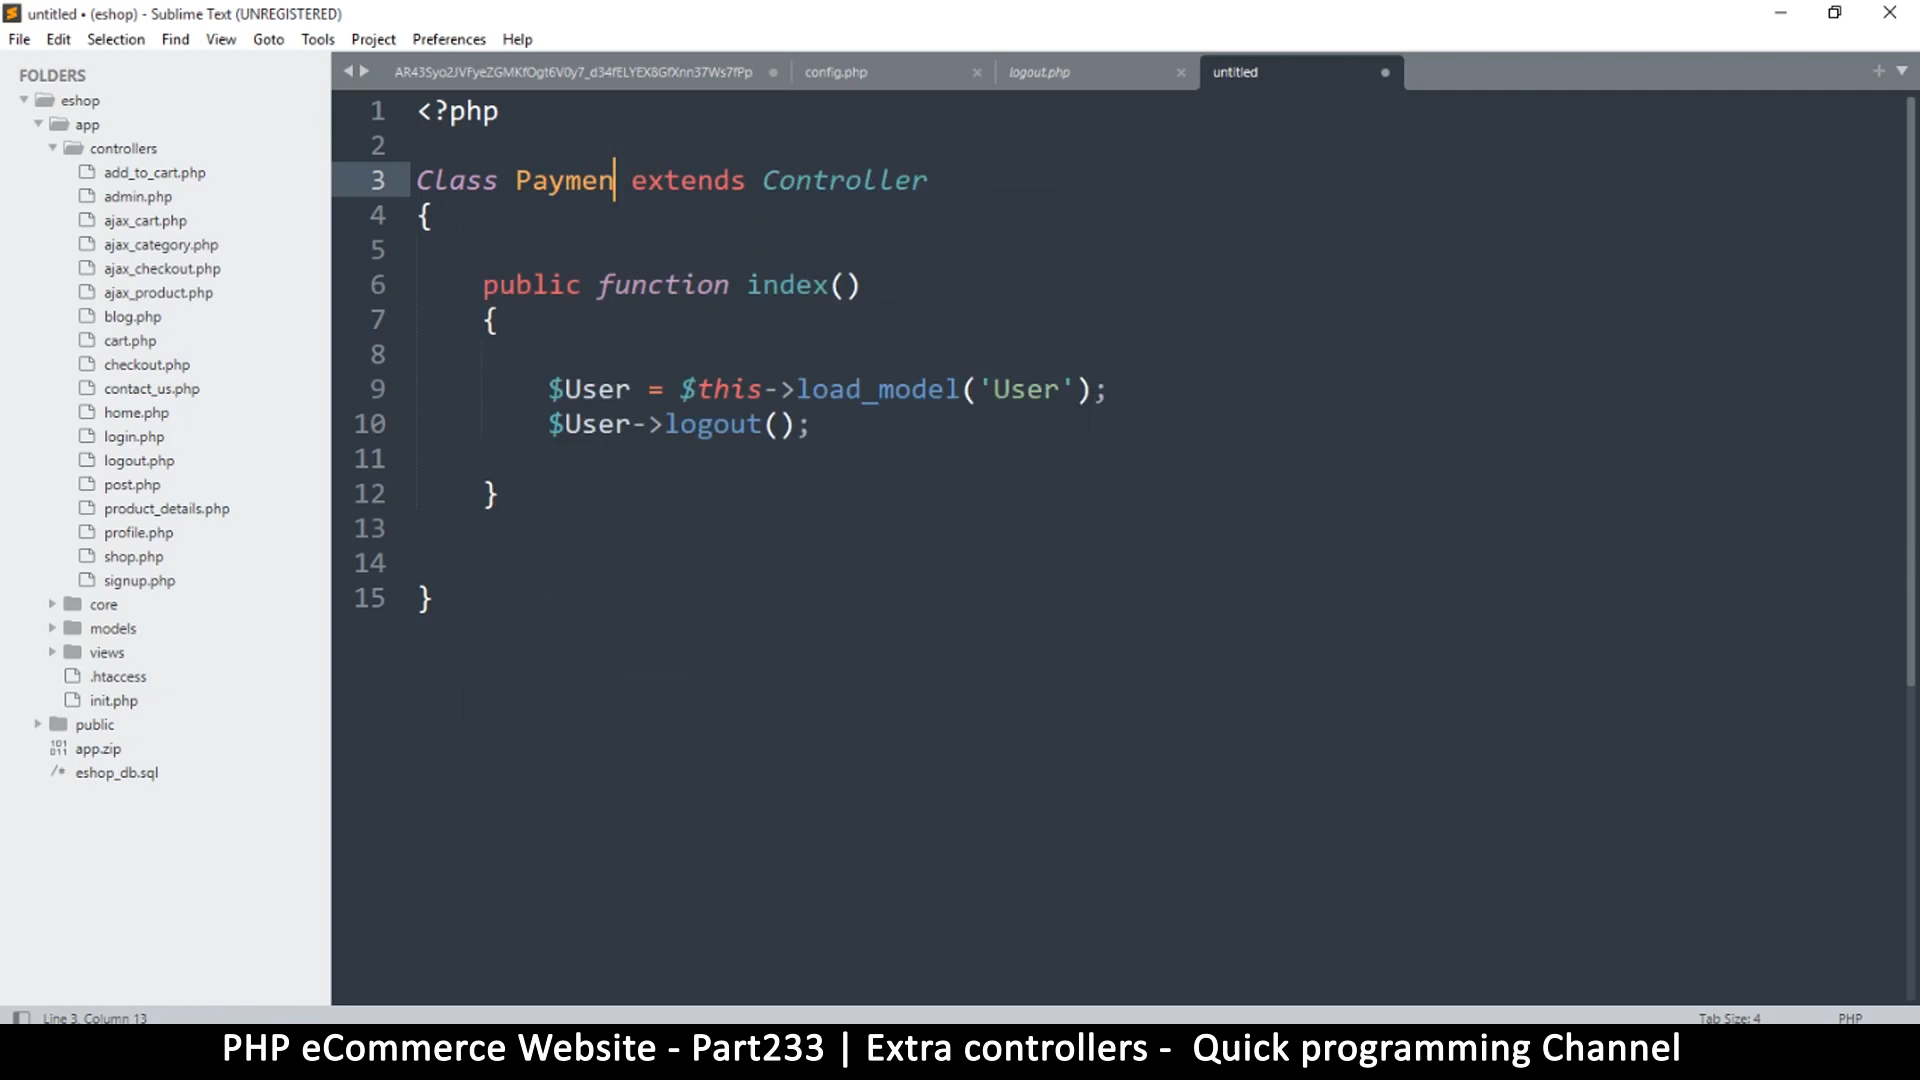 untitled • (eshop) - Sublime Text (UNREGISTERED)
File Edit Selection Find View Goto Tools Project Preferences Help
FOLDERS
eshop
app
controllers
add_to_cart.php
admin.php
ajax_cart.php
ajax_category.php
ajax_checkout.php
ajax_product.php
blog.php
cart.php
checkout.php
contact_us.php
home.php
login.php
logout.php
post.php
product_details.php
profile.php
shop.php
signup.php
core
models
views
.htaccess
init.php
public
app.zip
eshop_db.sql
config.php logout.php untitled
1 <?php
2
3 Class Paymen extends Controller
4 {
5
6 public function index()
7 {
8
9 $User = $this->load_model('User');
10 $User->logout();
11
12 }
13
14
15 }
Line 3, Column 13 Tab Size: 4 PHP
PHP eCommerce Website - Part233 | Extra controllers - Quick programming Channel